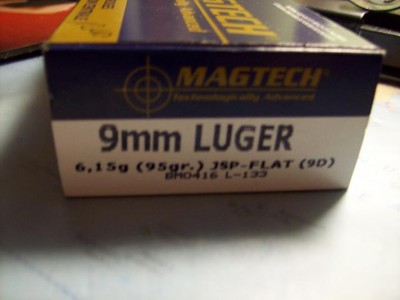 MAGTECH®
Technologically Advanced
9mm LUGER
6,15g (95gr.) JSP-FLAT (9D)
BM0416 L-133